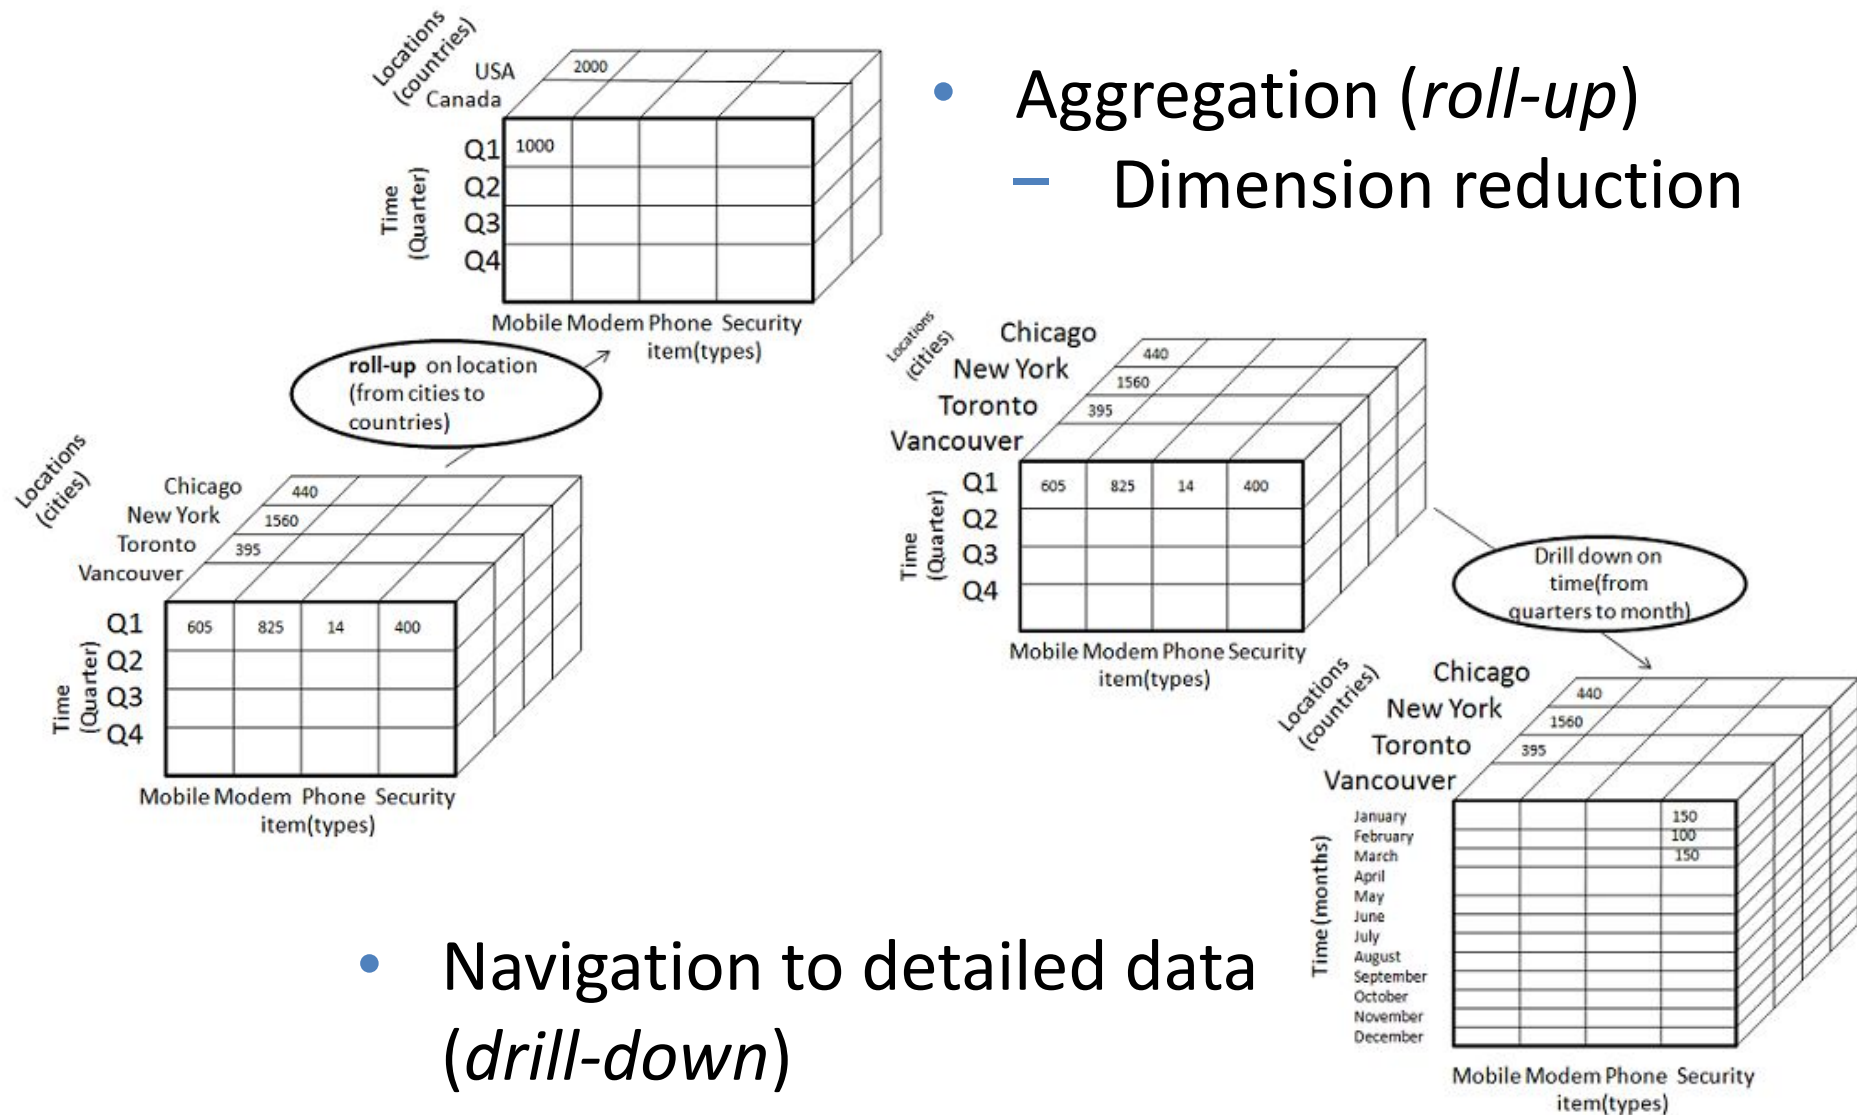 Locations
(countries)
USA
Canada
2000
Time
(Quarter)
Q1
Q2
Q3
Q4
1000
Mobile Modem Phone Security
item(types)
• Aggregation (roll-up)
– Dimension reduction
roll-up on location
(from cities to
countries)
Locations
(cities)
Chicago
New York
Toronto
Vancouver
440
1560
395
Time
(Quarter)
Q1
Q2
Q3
Q4
605 825 14 400
Mobile Modem Phone Security
item(types)
Locations
(cities)
Chicago
New York
Toronto
Vancouver
440
1560
395
Time
(Quarter)
Q1
Q2
Q3
Q4
605 825 14 400
Mobile Modem Phone Security
item(types)
Drill down on
time(from
quarters to month)
Locations
(countries)
Chicago
New York
Toronto
Vancouver
440
1560
395
Time (months)
January
February
March
April
May
June
July
August
September
October
November
December
150
100
150
Mobile Modem Phone Security
item(types)
• Navigation to detailed data
(drill-down)